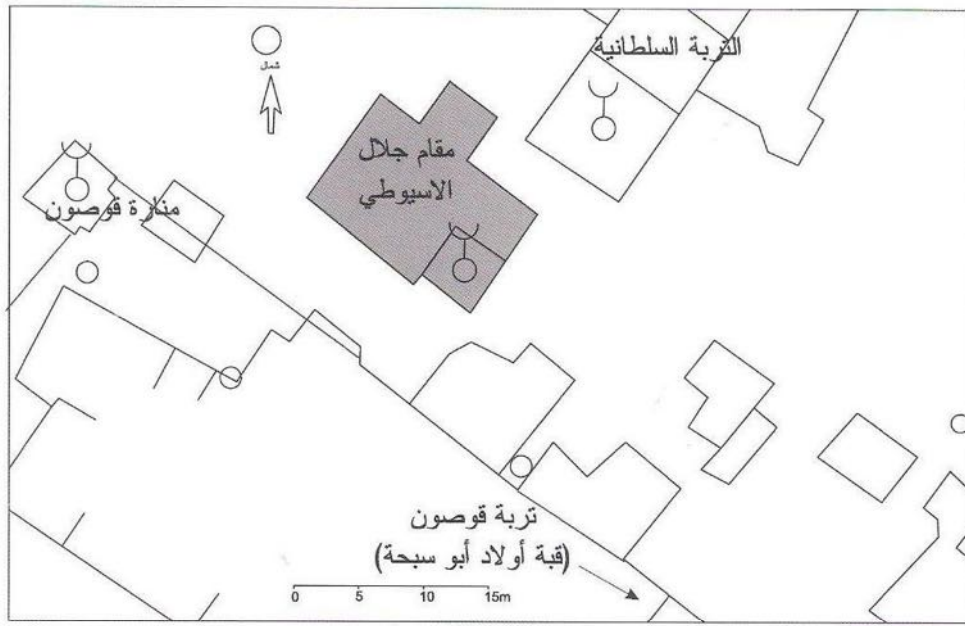 التربة السلطانية
شمال
مقام جلال
الاسيوطي
منارة قوصون
تربة قوصون
(قبة أولاد أبو سبحة)
0 5 10 15m